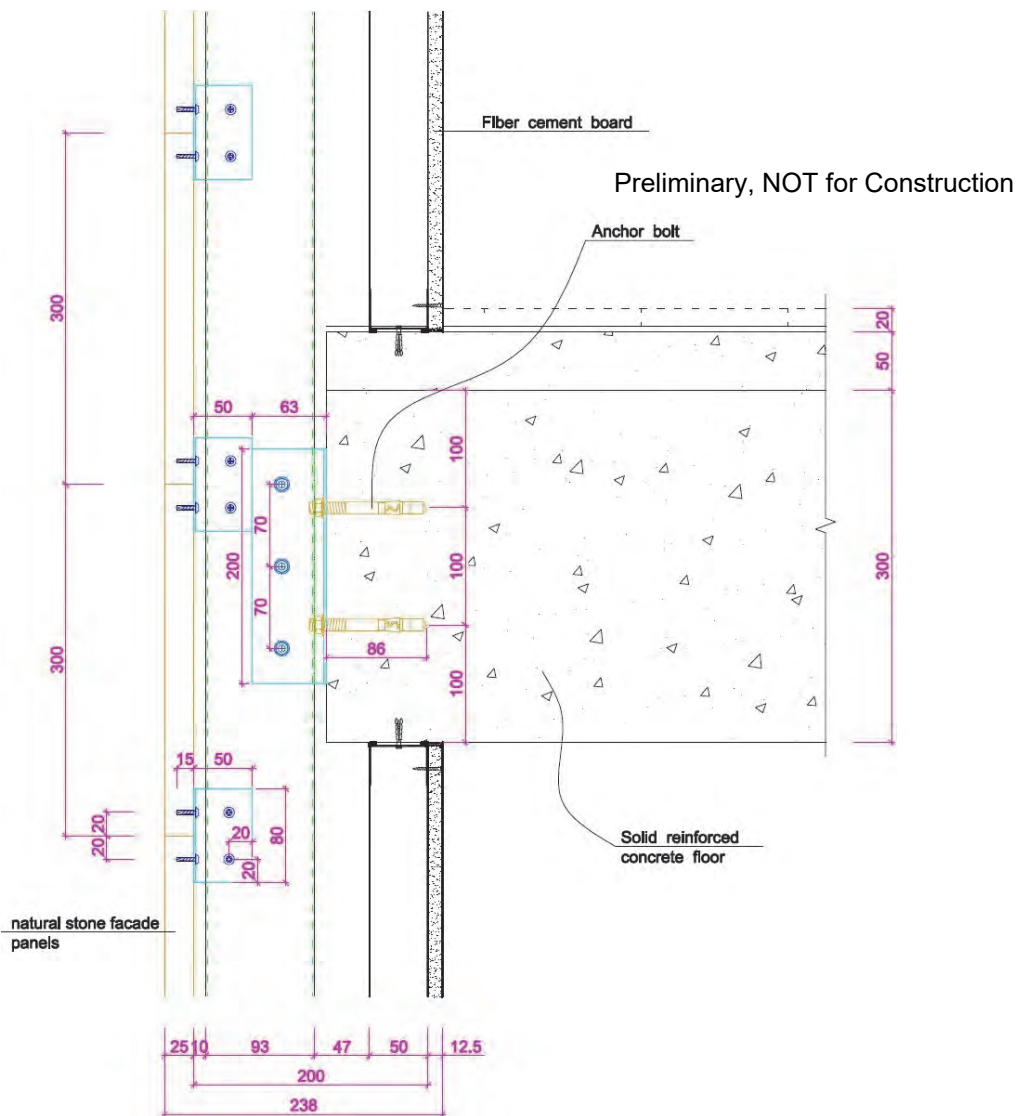 Fiber cement board
Preliminary, NOT for Construction
Anchor bolt
300
20
50
50 63
100
70
200
100
300
70
86
300
100
15 50
20
20
20
80
20
Solid reinforced
concrete floor
natural stone facade
panels
25 10 93 47 50 12.5
200
238